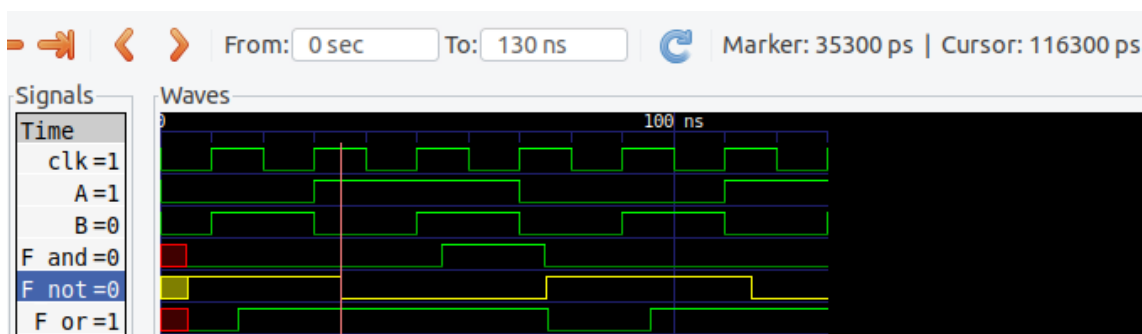 From: 0 sec To: 130 ns Marker: 35300 ps | Cursor: 116300 ps
Signals Waves
Time 0 100 ns
clk =1
A =1
B =0
F and =0
F not =0
F or =1